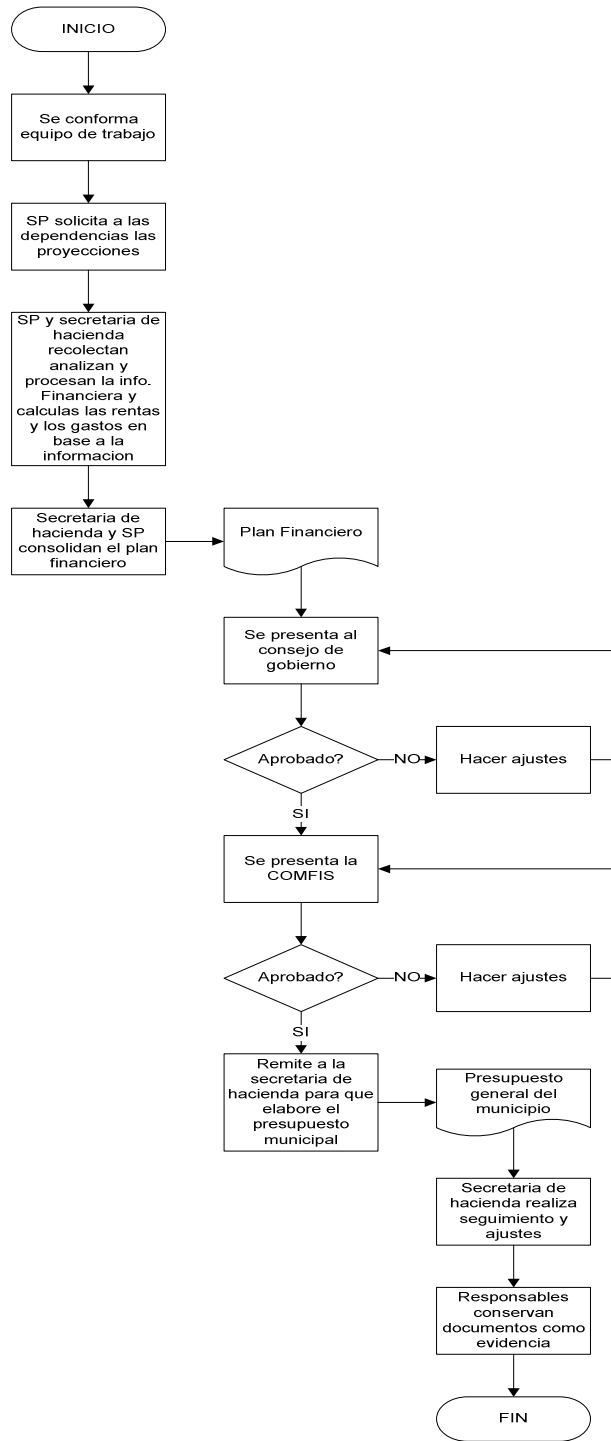 INICIO
Se conforma
equipo de trabajo
SP solicita a las
dependencias las
proyecciones
SP y secretaria de
hacienda
recolectan
analizan y
procesan la info.
Financiera y
calculas las rentas
y los gastos en
base a la
informacion
Secretaria de
hacienda y SP
consolidan el plan
financiero
Plan Financiero
Se presenta al
consejo de
gobierno
Aprobado?
NO
Hacer ajustes
SI
Se presenta la
COMFIS
Aprobado?
NO
Hacer ajustes
SI
Remite a la
secretaria de
hacienda para que
elabore el
presupuesto
municipal
Presupuesto
general del
municipio
Secretaria de
hacienda realiza
seguimiento y
ajustes
Responsables
conservan
documentos como
evidencia
FIN